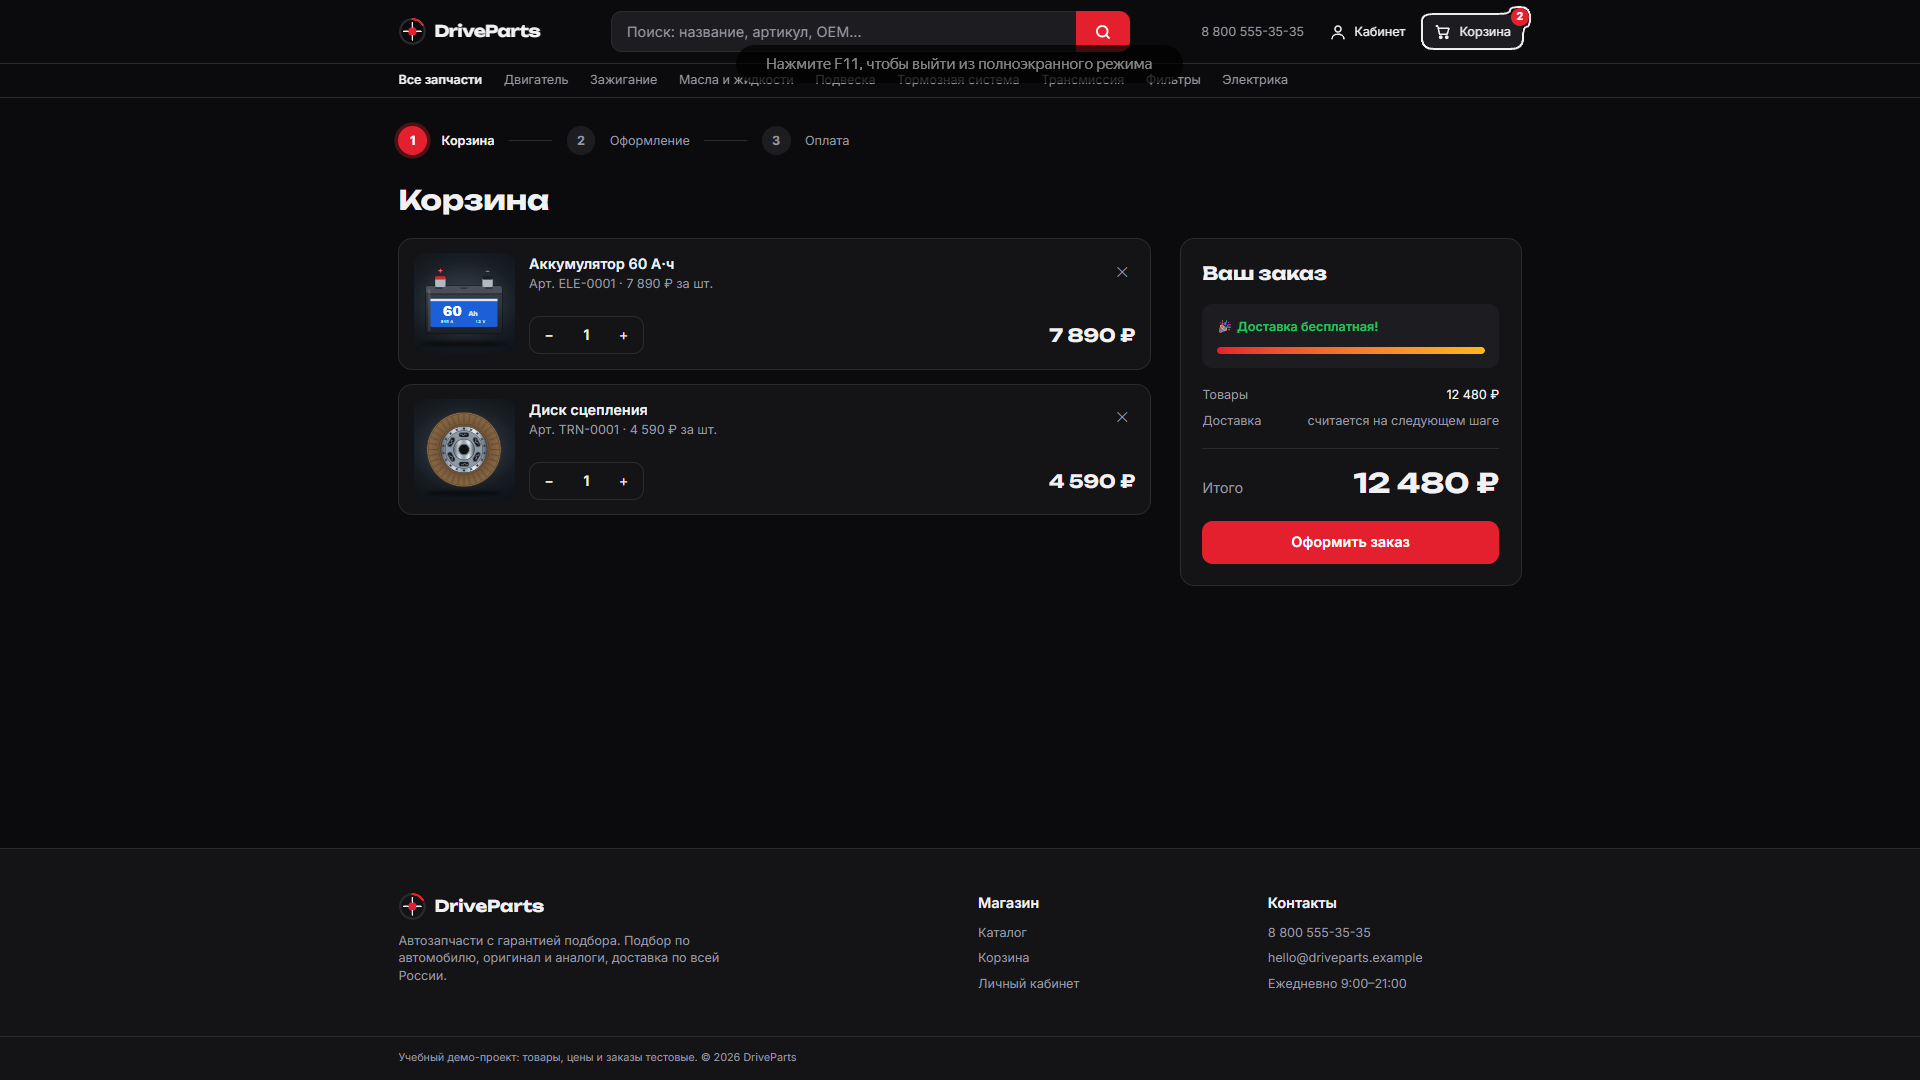 DriveParts
Поиск: название, артикул, OEM...
8 800 555-35-35
Кабинет
Корзина
2
Нажмите F11, чтобы выйти из полноэкранного режима
Все запчасти Двигатель Зажигание Масла и жидкости Подвеска Тормозная система Трансмиссия Фильтры Электрика
1 Корзина 2 Оформление 3 Оплата
Корзина
Аккумулятор 60 А·ч
Арт. ELE-0001 · 7 890 ₽ за шт.
60 Ah
12 V
− 1 +
7 890 ₽
Диск сцепления
Арт. TRN-0001 · 4 590 ₽ за шт.
− 1 +
4 590 ₽
Ваш заказ
Доставка бесплатная!
Товары 12 480 ₽
Доставка считается на следующем шаге
Итого 12 480 ₽
Оформить заказ
DriveParts
Автозапчасти с гарантией подбора. Подбор по
автомобилю, оригинал и аналоги, доставка по всей
России.
Магазин
Каталог
Корзина
Личный кабинет
Контакты
8 800 555-35-35
hello@driveparts.example
Ежедневно 9:00–21:00
Учебный демо-проект: товары, цены и заказы тестовые. © 2026 DriveParts